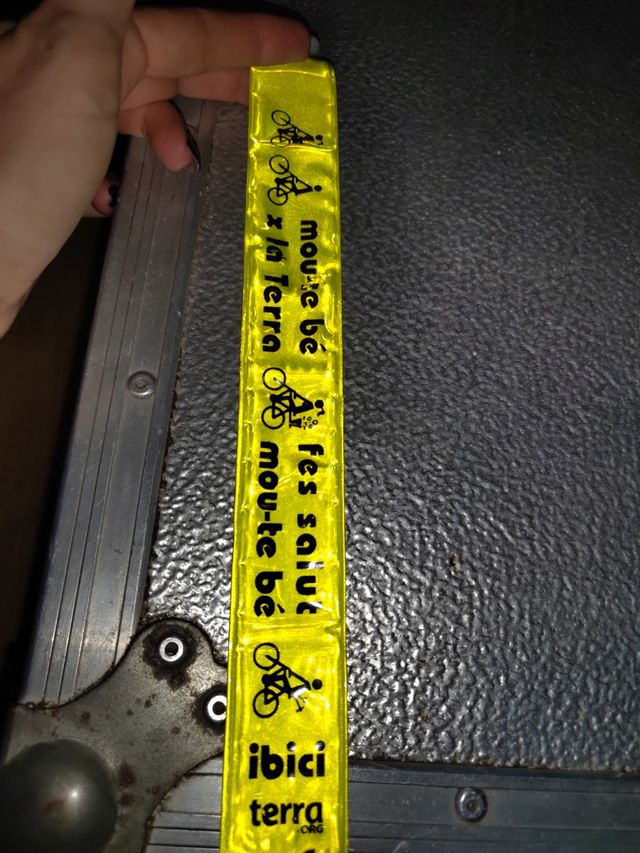 mou-te bé
x la Terra
fes salut
mou-te bé
ibici
terra
.ORG